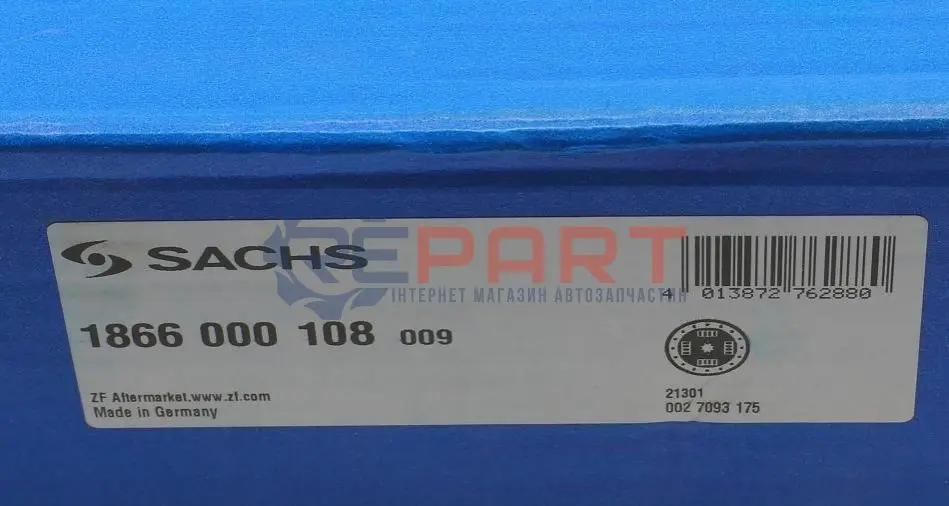 SACHS
REPART
ІНТЕРНЕТ МАГАЗИН АВТОЗАПЧАСТИН
4 013872 762880
1866 000 108 009
ZF Aftermarket.www.zf.com
Made in Germany
21301
002 7093 175